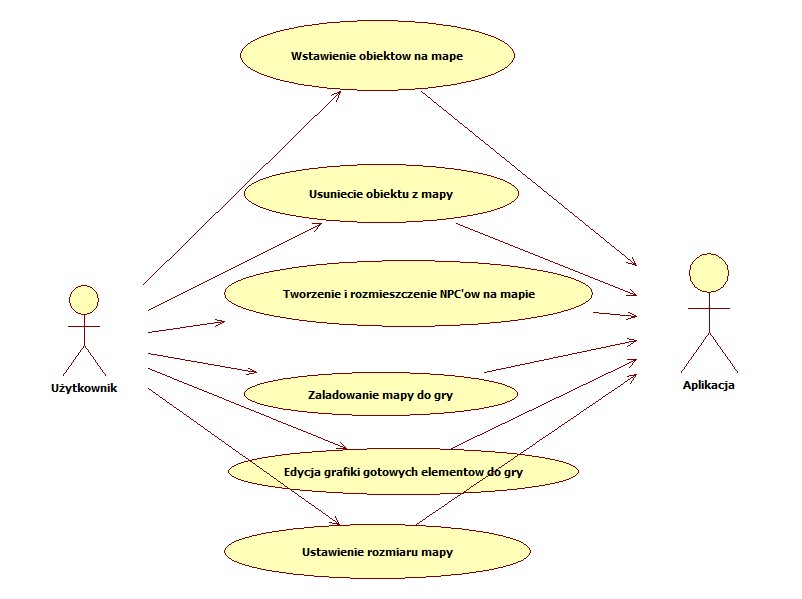 Wstawienie obiektow na mape
Usuniecie obiektu z mapy
Tworzenie i rozmieszczenie NPC'ow na mapie
Użytkownik
Aplikacja
Zaladowanie mapy do gry
Edycja grafiki gotowych elementow do gry
Ustawienie rozmiaru mapy